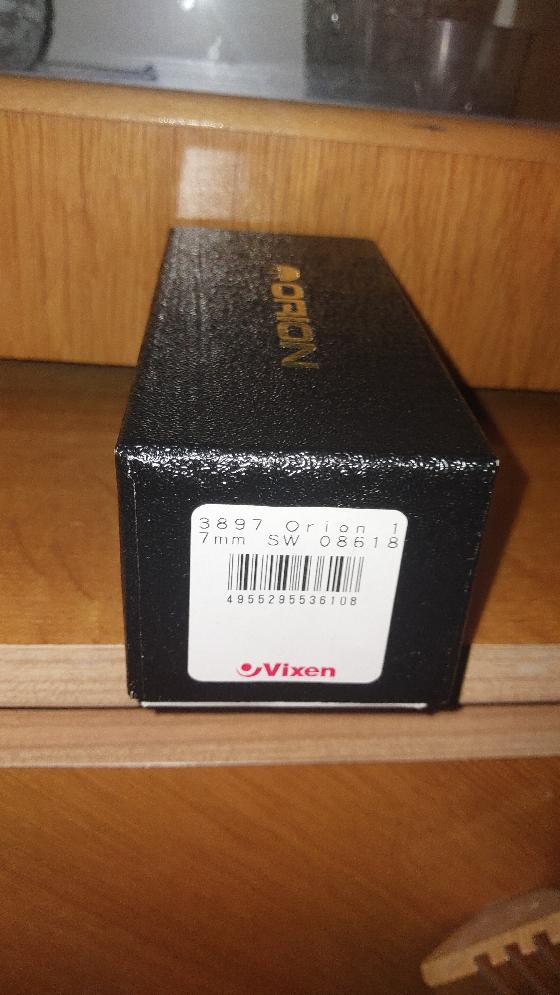 ORION
3897 Orion 1
7mm SW 08618
4955295536108
Vixen